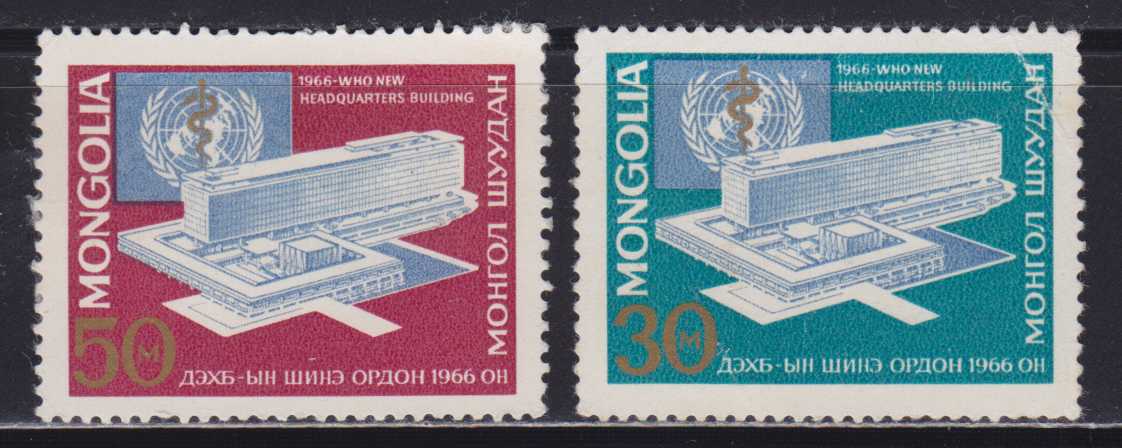 MONGOLIA
1966-WHO NEW
HEADQUARTERS BUILDING
МОНГОЛ ШУУДАН
50 М
ДЭХБ-ЫН ШИНЭ ОРДОН 1966 ОН
MONGOLIA
1966-WHO NEW
HEADQUARTERS BUILDING
МОНГОЛ ШУУДАН
30 М
ДЭХБ-ЫН ШИНЭ ОРДОН 1966 ОН